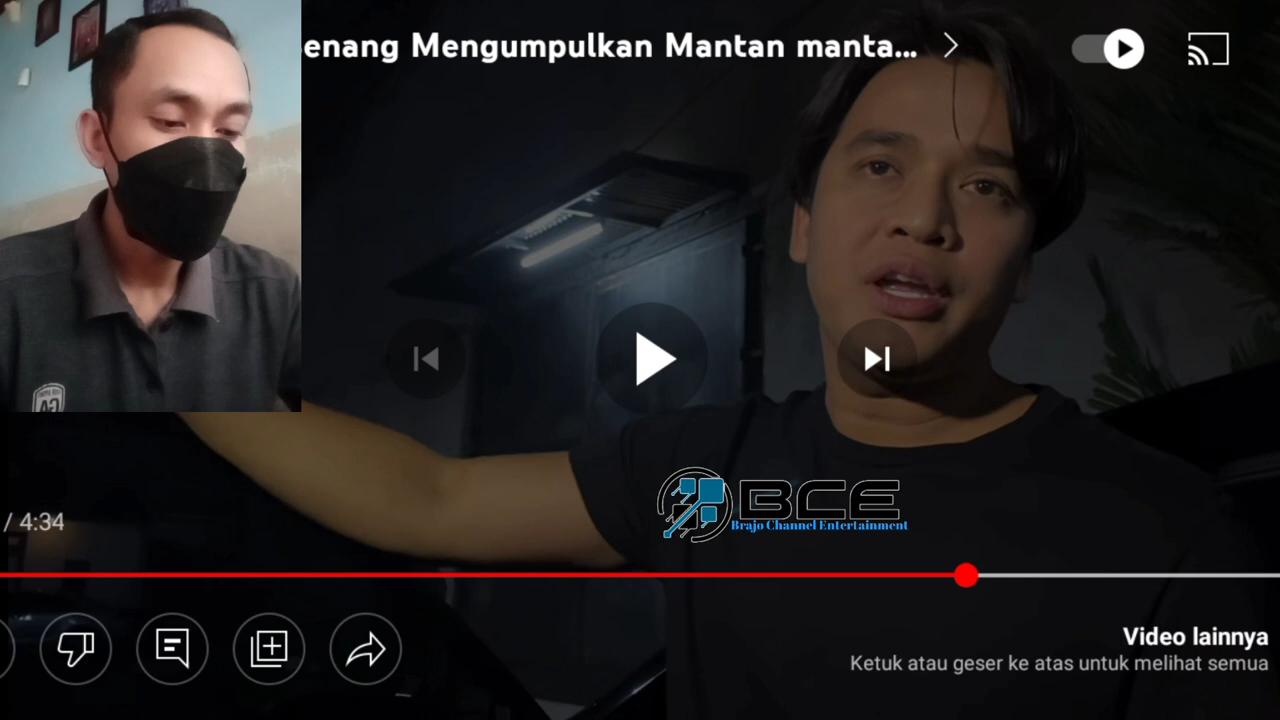 enang Mengumpulkan Mantan manta...
BCE
Brajo Channel Entertainment
/ 4:34
Video lainnya
Ketuk atau geser ke atas untuk melihat semua